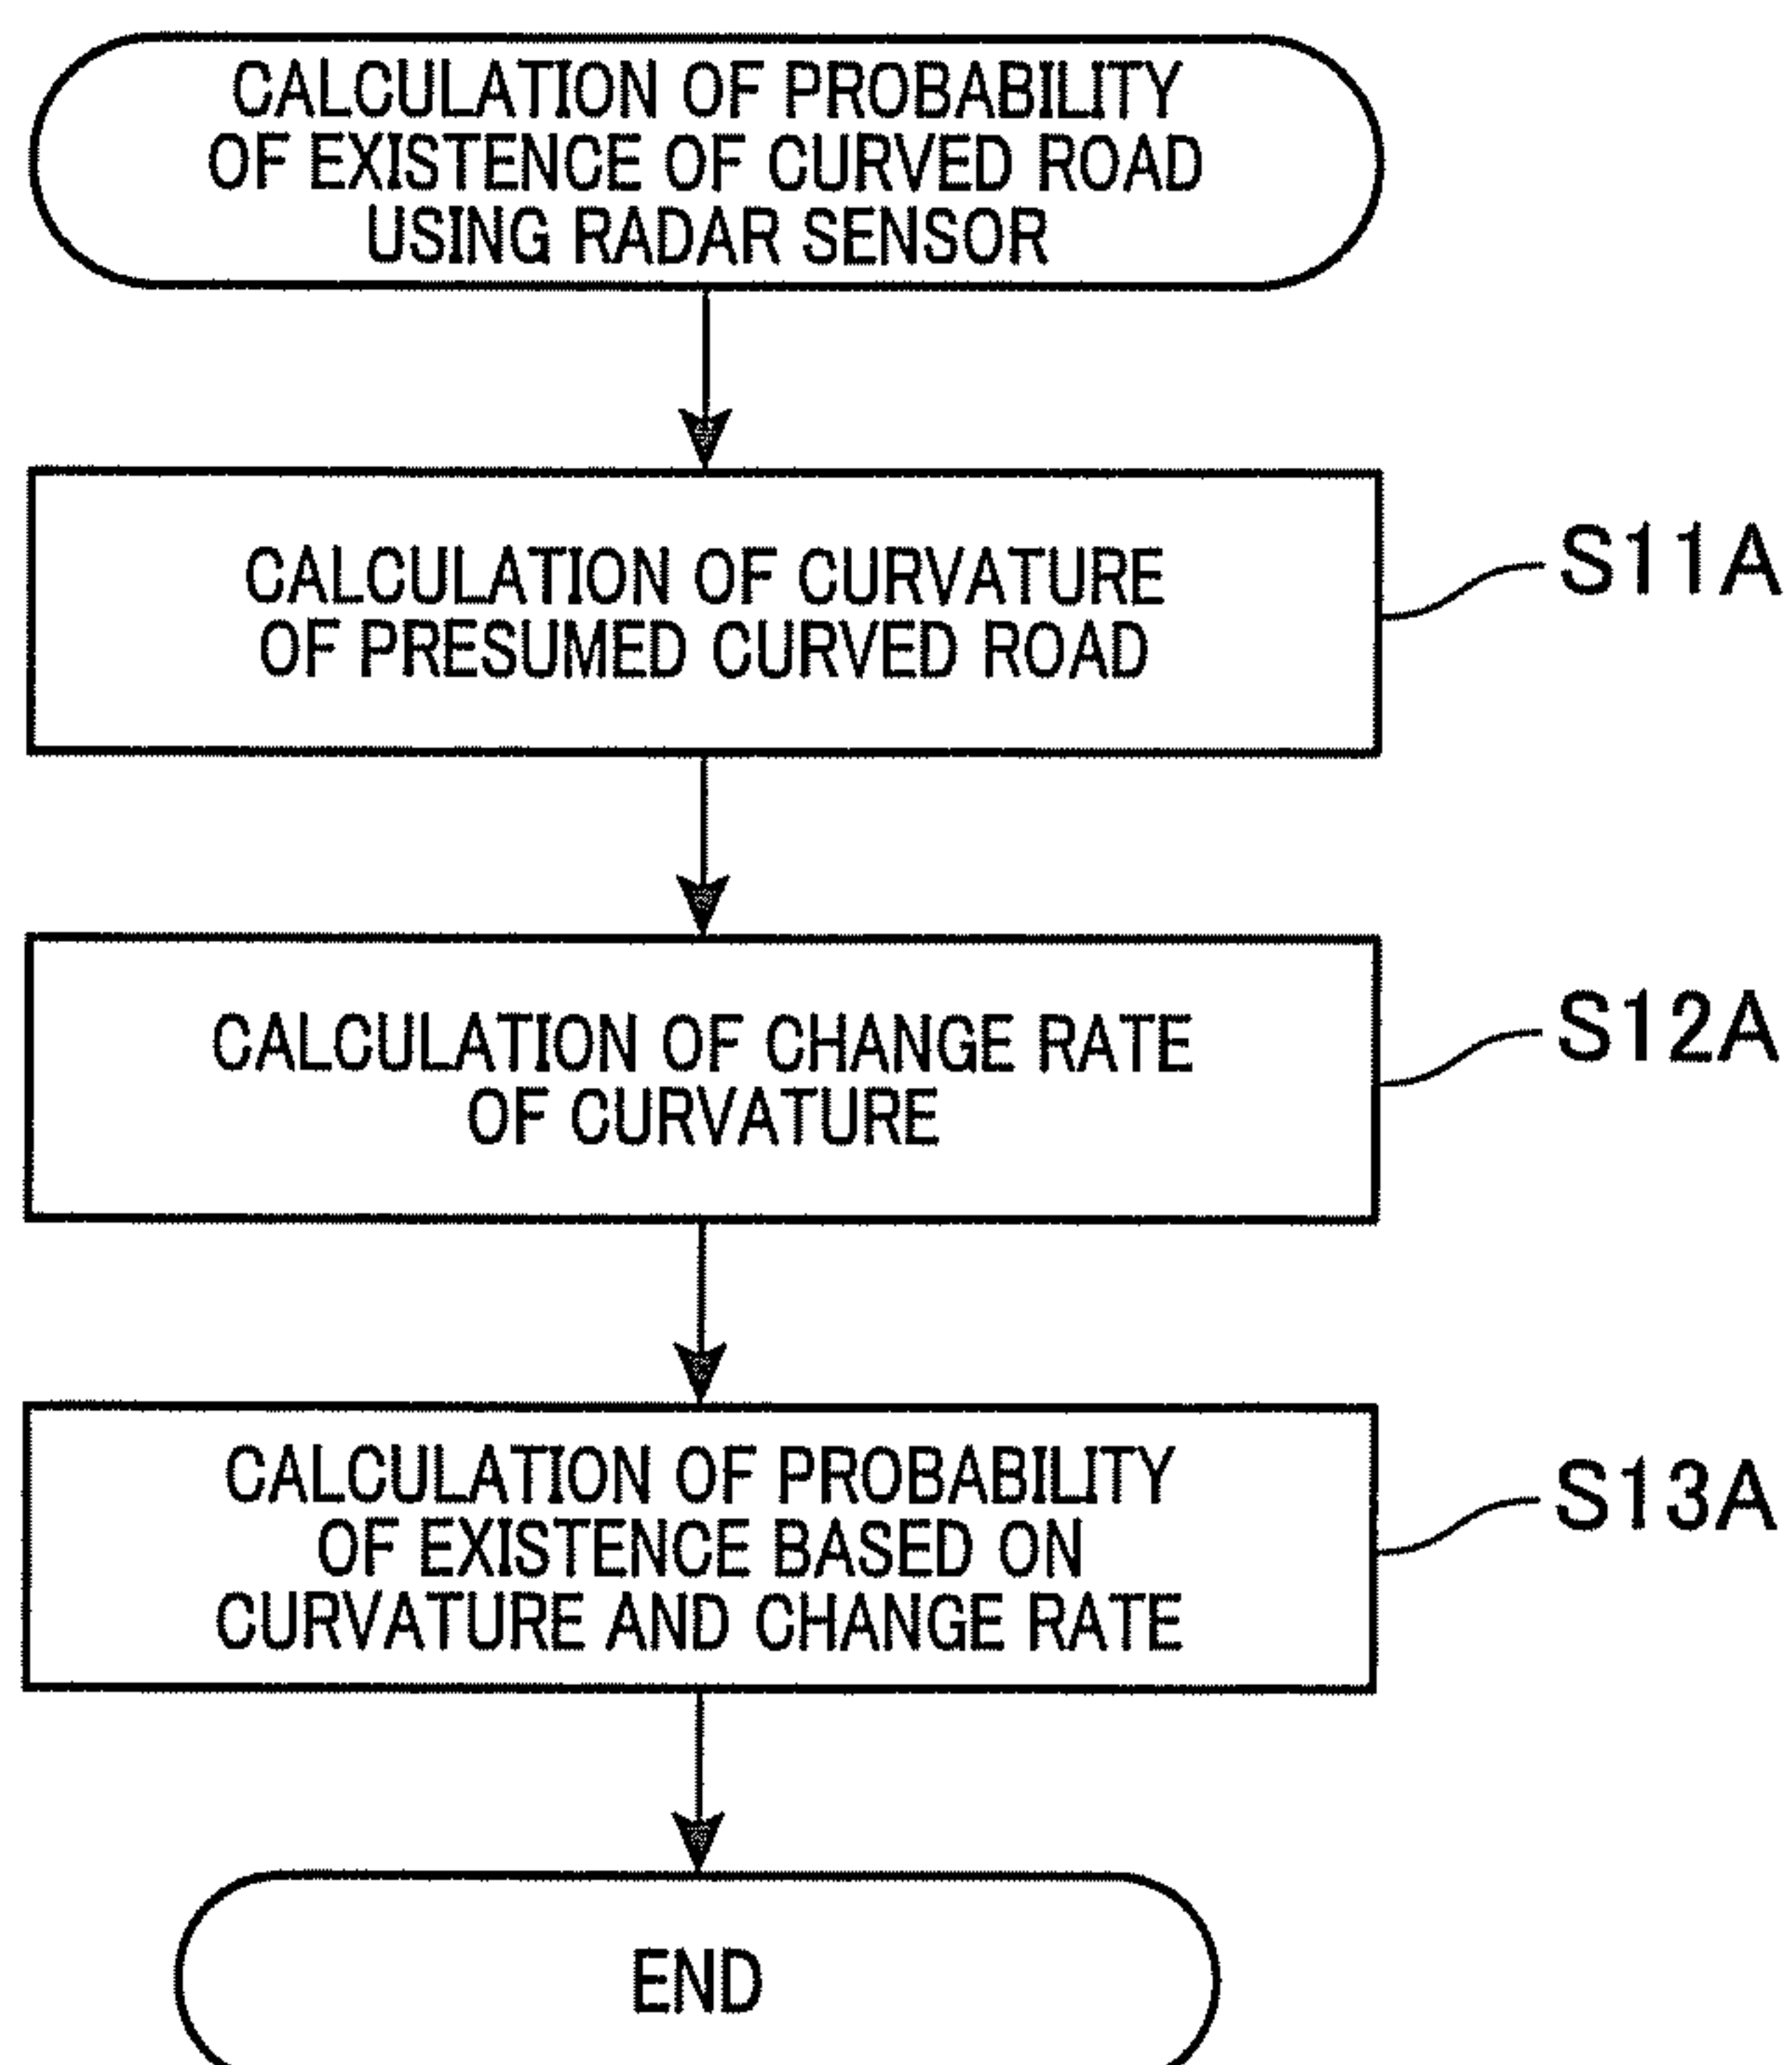 CALCULATION OF PROBABILITY
OF EXISTENCE OF CURVED ROAD
USING RADAR SENSOR
CALCULATION OF CURVATURE
OF PRESUMED CURVED ROAD
S11A
CALCULATION OF CHANGE RATE
OF CURVATURE
S12A
CALCULATION OF PROBABILITY
OF EXISTENCE BASED ON
CURVATURE AND CHANGE RATE
S13A
END